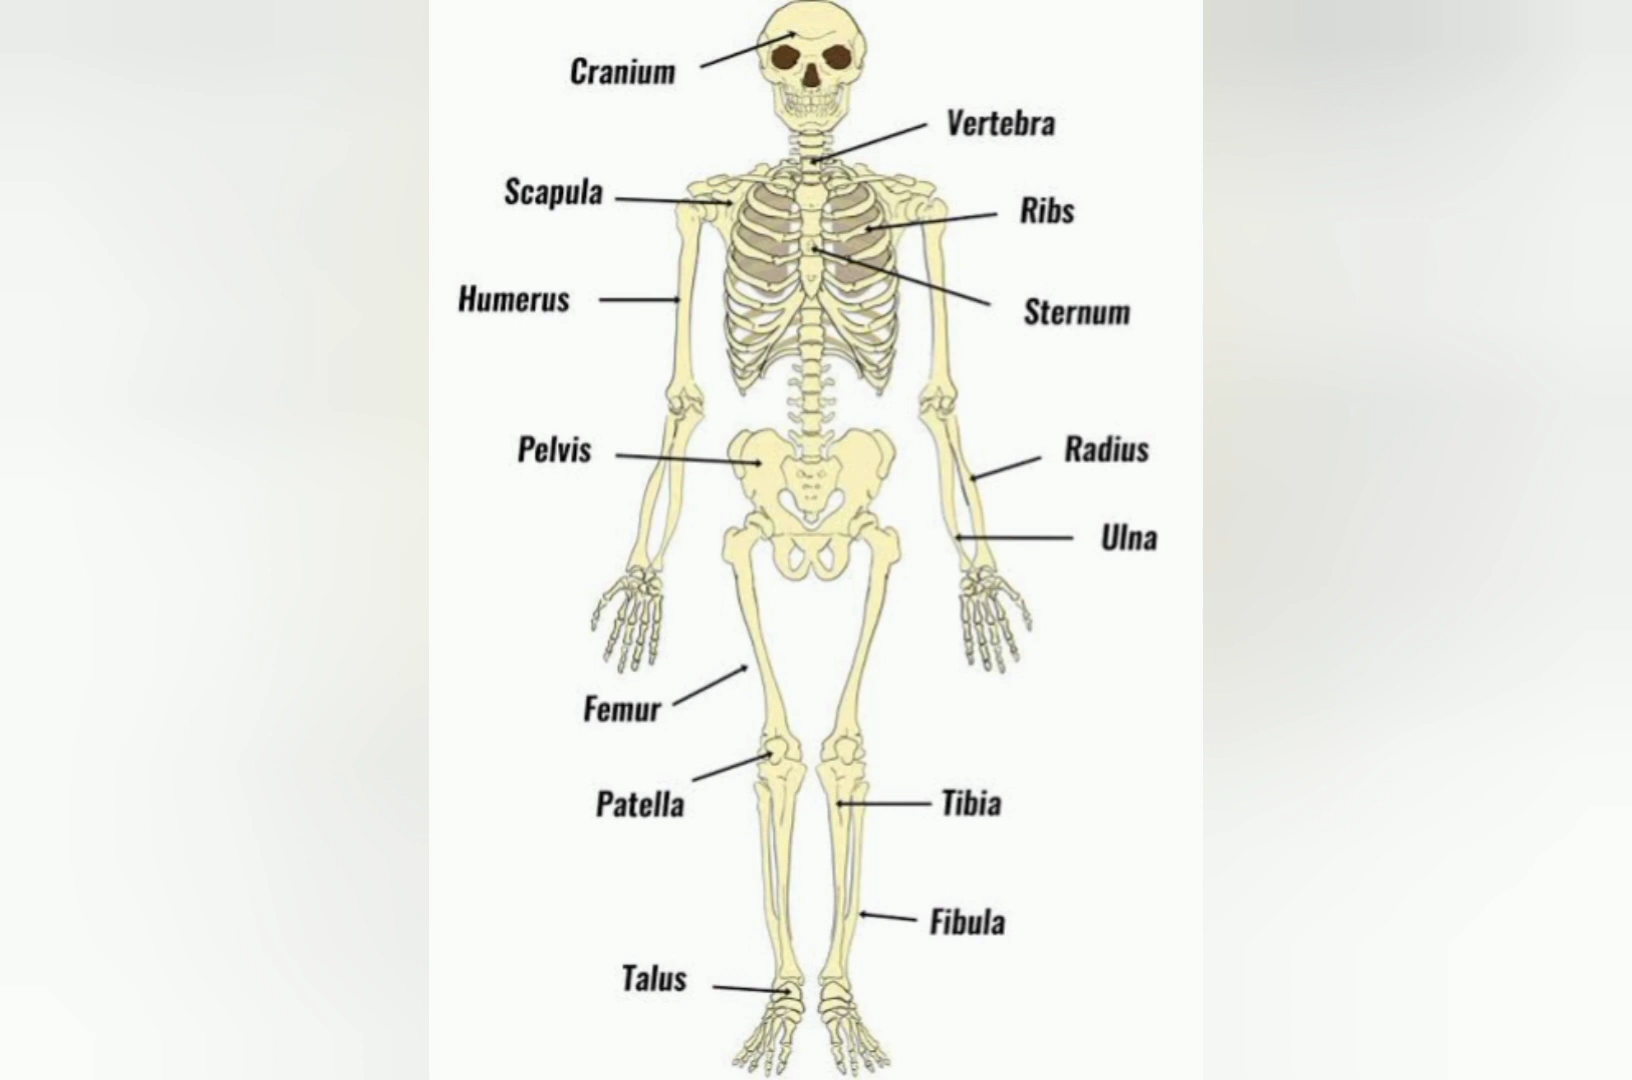 Cranium
Vertebra
Scapula
Ribs
Humerus
Sternum
Pelvis
Radius
Ulna
Femur
Patella
Tibia
Fibula
Talus